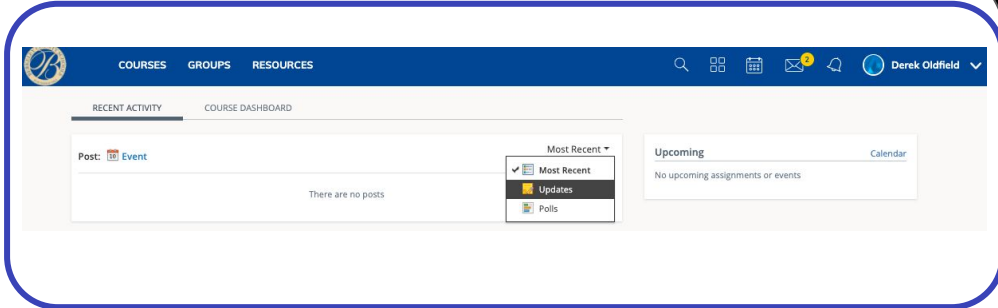 COURSES GROUPS RESOURCES 2 Derek Oldfield
RECENT ACTIVITY COURSE DASHBOARD
Post: Event Most Recent
Most Recent
Updates
Polls
There are no posts
Upcoming Calendar
No upcoming assignments or events